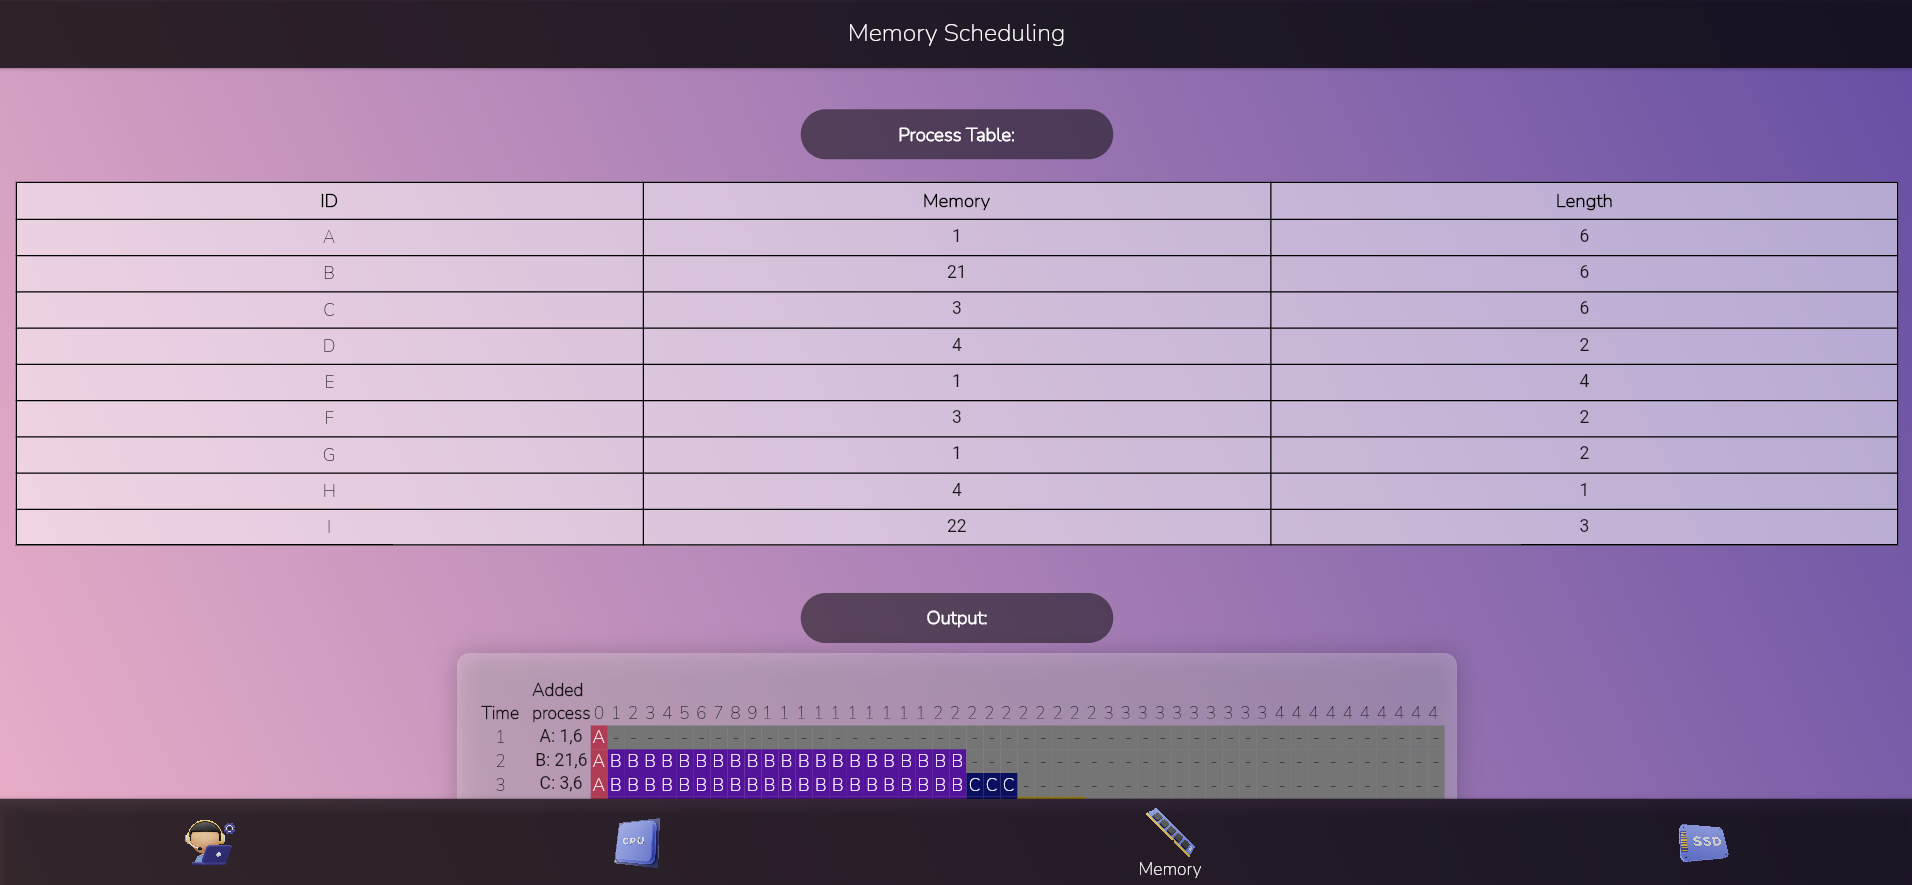 Memory Scheduling
Process Table:
ID Memory Length
A 1 6
B 21 6
C 3 6
D 4 2
E 1 4
F 3 2
G 1 2
H 4 1
I 22 3
Output:
Added
Time process 0 1 2 3 4 5 6 7 8 9 1 1 1 1 1 1 1 1 1 1 2 2 2 2 2 2 2 2 2 2 3 3 3 3 3 3 3 3 3 3 4 4 4 4 4 4 4 4 4 4
1 A: 1,6 A - - - - - - - - - - - - - - - - - - - - - - - - - - - - - - - - - - - - - - - - - - - - - - - - -
2 B: 21,6 A B B B B B B B B B B B B B B B B B B B B B - - - - - - - - - - - - - - - - - - - - - - - - - - - -
3 C: 3,6 A B B B B B B B B B B B B B B B B B B B B B C C C - - - - - - - - - - - - - - - - - - - - - - - - -
CPU
SSD
Memory